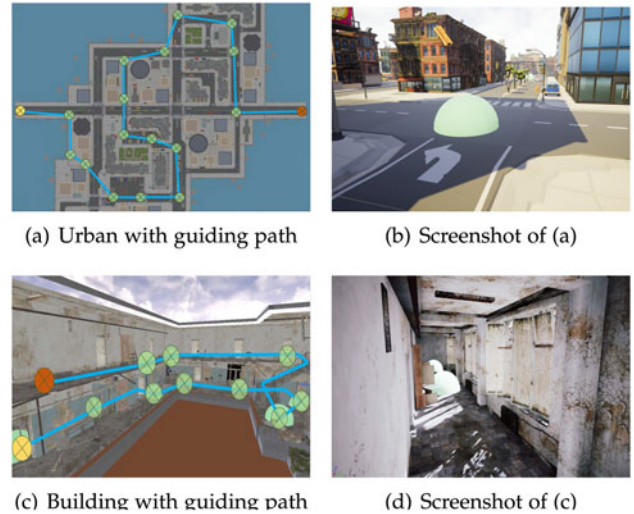 (a) Urban with guiding path
(b) Screenshot of (a)
(c) Building with guiding path
(d) Screenshot of (c)